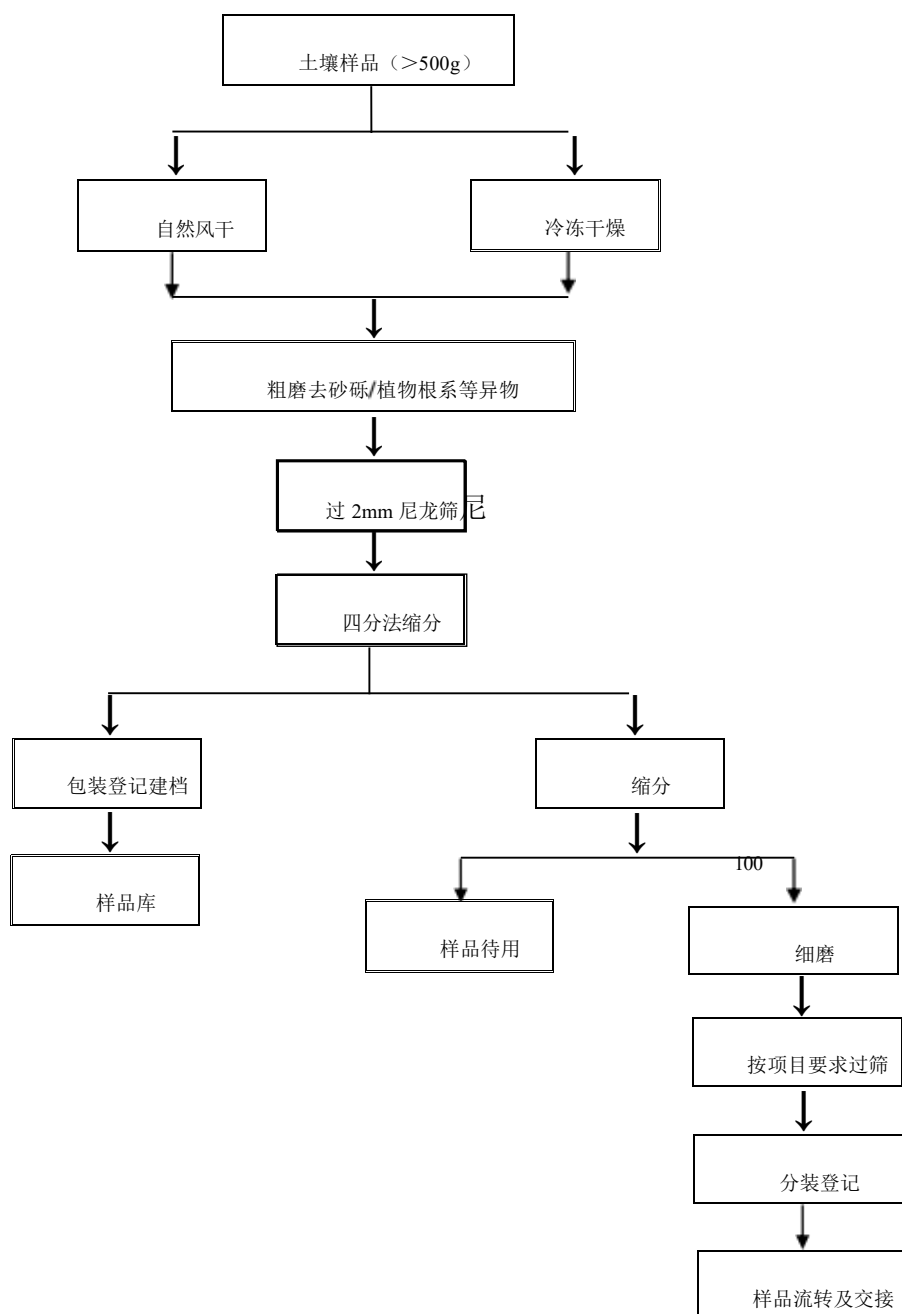 土壤样品（＞500g）
自然风干
冷冻干燥
粗磨去砂砾/植物根系等异物
过 2mm 尼龙筛尼
四分法缩分
包装登记建档
缩分
100
样品库
样品待用
细磨
按项目要求过筛
分装登记
样品流转及交接